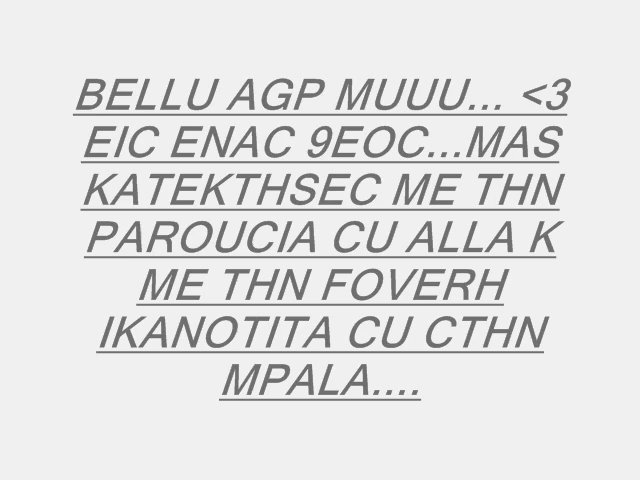 BELLU AGP MUUU... <3
EIC ENAC 9EOC...MAS
KATEKTHSEC ME THN
PAROUCIA CU ALLA K
ME THN FOVERH
IKANOTITA CU CTHN
MPALA....